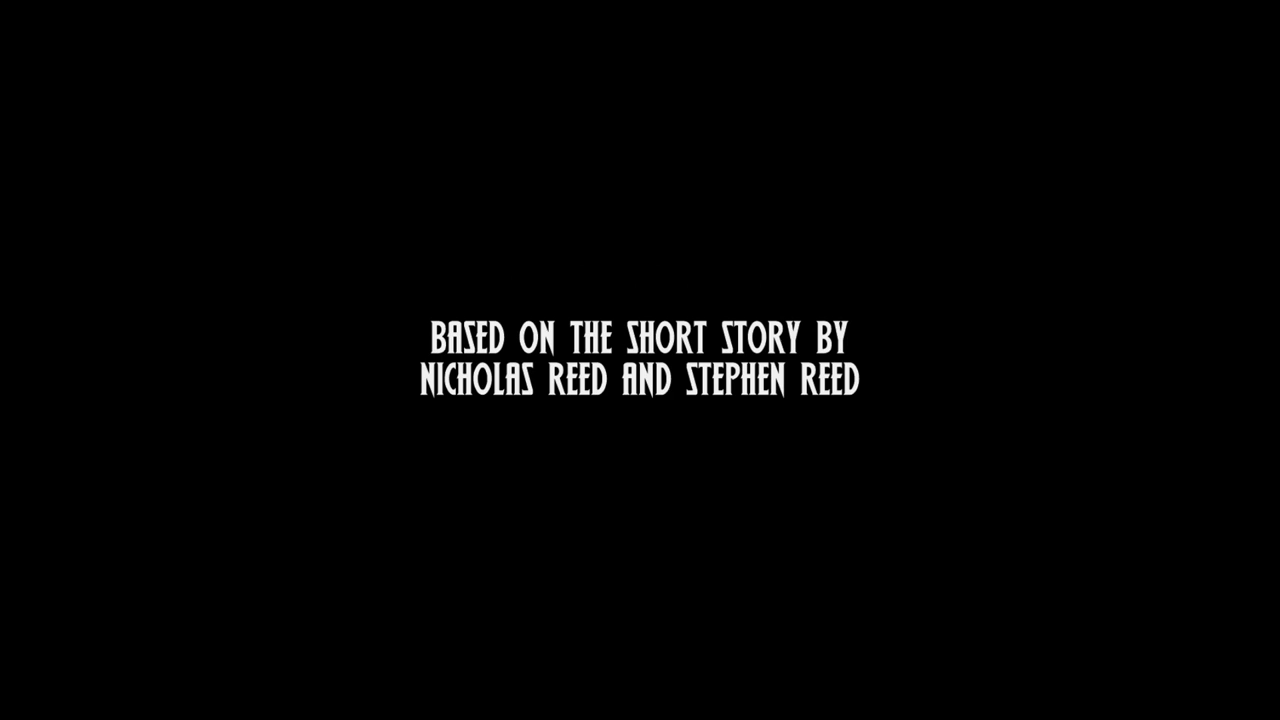 BASED ON THE SHORT STORY BY
NICHOLAS REED AND STEPHEN REED